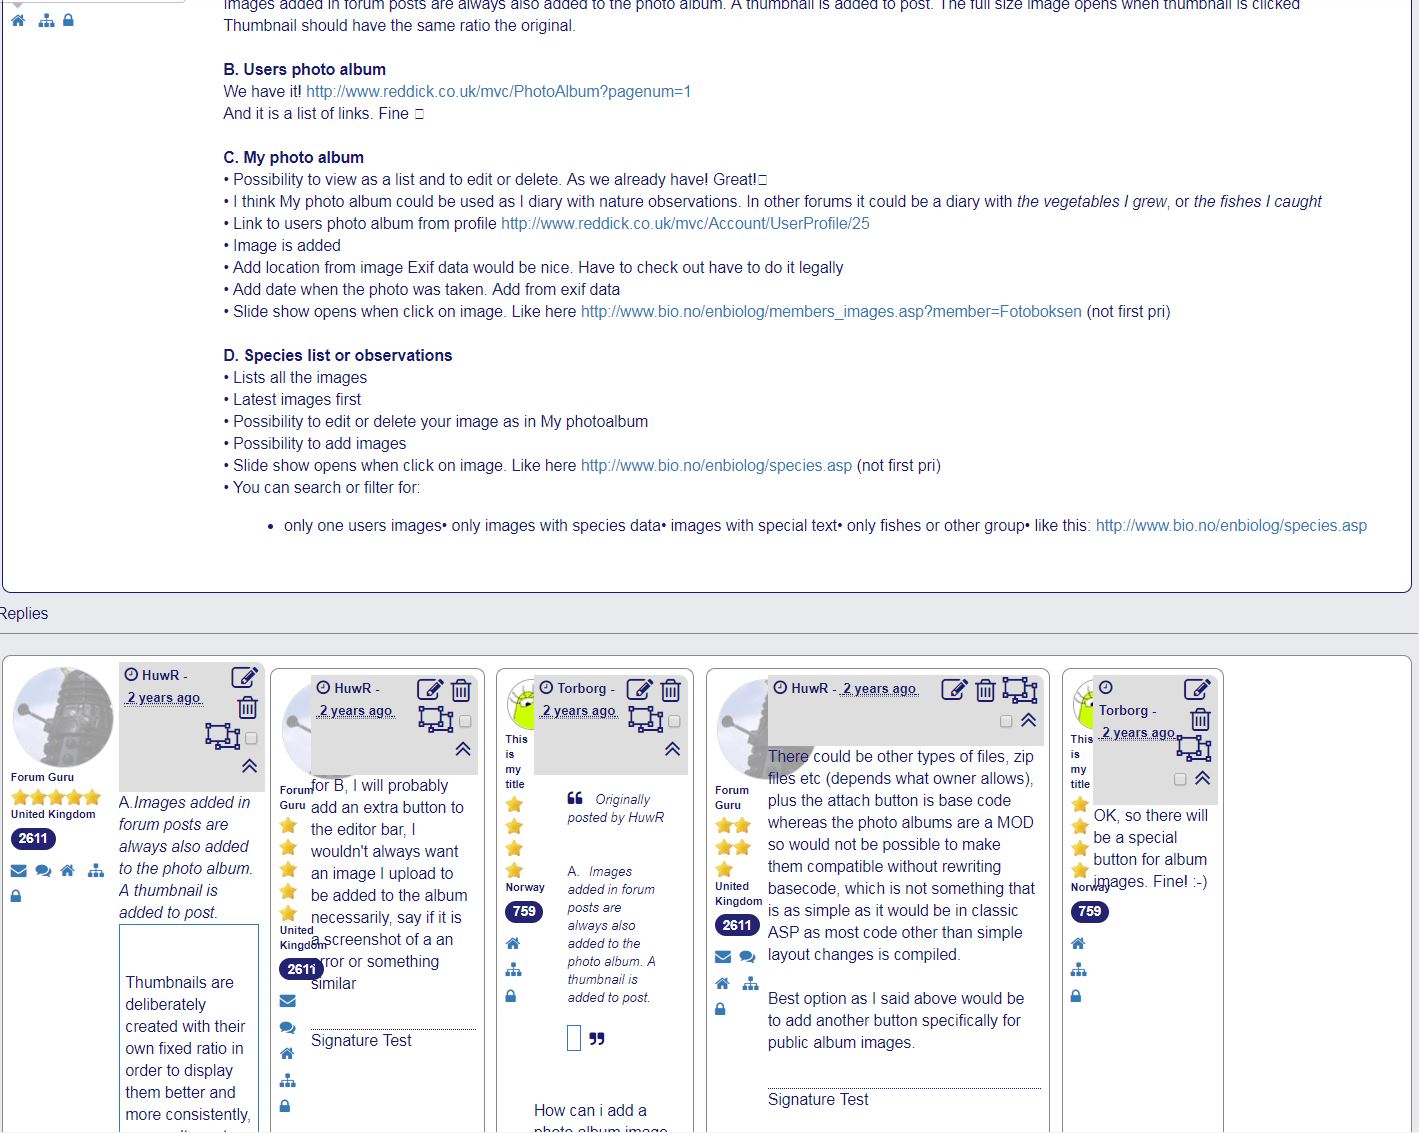 Images added in forum posts are always also added to the photo album. A thumbnail is added to post. The full size image opens when thumbnail is clicked
Thumbnail should have the same ratio the original.
B. Users photo album
We have it! http://www.reddick.co.uk/mvc/PhotoAlbum?pagenum=1
And it is a list of links. Fine
C. My photo album
• Possibility to view as a list and to edit or delete. As we already have! Great!
• I think My photo album could be used as I diary with nature observations. In other forums it could be a diary with the vegetables I grew, or the fishes I caught
• Link to users photo album from profile http://www.reddick.co.uk/mvc/Account/UserProfile/25
• Image is added
• Add location from image Exif data would be nice. Have to check out have to do it legally
• Add date when the photo was taken. Add from exif data
• Slide show opens when click on image. Like here http://www.bio.no/enbiolog/members_images.asp?member=Fotoboksen (not first pri)
D. Species list or observations
• Lists all the images
• Latest images first
• Possibility to edit or delete your image as in My photoalbum
• Possibility to add images
• Slide show opens when click on image. Like here http://www.bio.no/enbiolog/species.asp (not first pri)
• You can search or filter for:
• only one users images• only images with species data• images with special text• only fishes or other group• like this: http://www.bio.no/enbiolog/species.asp
Replies
HuwR -
2 years ago
Forum Guru
United Kingdom
2611
A.Images added in
forum posts are
always also added
to the photo album.
A thumbnail is
added to post.
Thumbnails are
deliberately
created with their
own fixed ratio in
order to display
them better and
more consistently,
HuwR -
2 years ago
Forum
Guru
United
Kingdom
2611
for B, I will probably
add an extra button to
the editor bar, I
wouldn't always want
an image I upload to
be added to the album
necessarily, say if it is
a screenshot of a an
error or something
similar
Signature Test
Torborg -
2 years ago
This
is
my
title
Norway
759
Originally
posted by HuwR
A. Images
added in forum
posts are
always also
added to the
photo album. A
thumbnail is
added to post.
How can i add a
photo album image
HuwR - 2 years ago
Forum
Guru
United
Kingdom
2611
There could be other types of files, zip
files etc (depends what owner allows),
plus the attach button is base code
whereas the photo albums are a MOD
so would not be possible to make
them compatible without rewriting
basecode, which is not something that
is as simple as it would be in classic
ASP as most code other than simple
layout changes is compiled.
Best option as I said above would be
to add another button specifically for
public album images.
Signature Test
Torborg -
2 years ago
This
is
my
title
Norway
759
OK, so there will
be a special
button for album
images. Fine! :-)